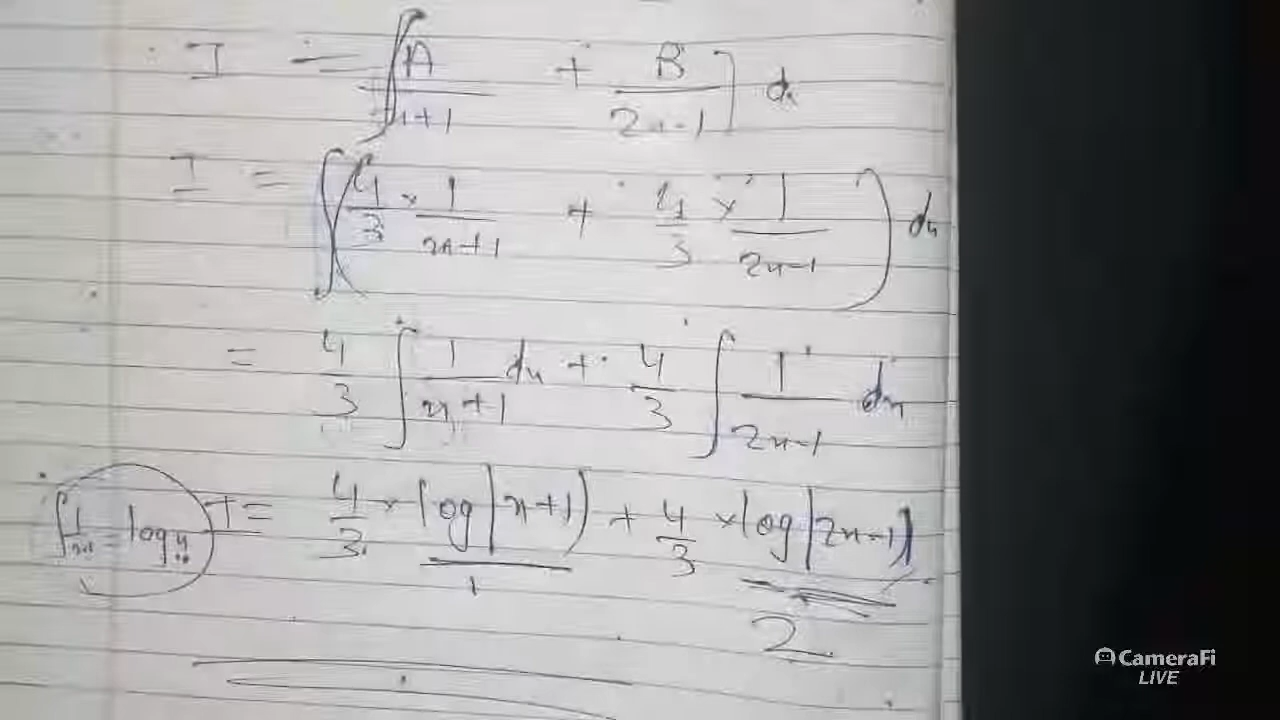 I = ∫[A/x+1 + B/2x-1] dx
I = ∫(4/3 × 1/x+1 + 4/3 × 1/2x-1) dx
= 4/3 ∫ 1/x+1 dx + 4/3 ∫ 1/2x-1 dx
I = 4/3 × log|x+1|/1 + 4/3 × log|2x-1|/2
CameraFi
LIVE